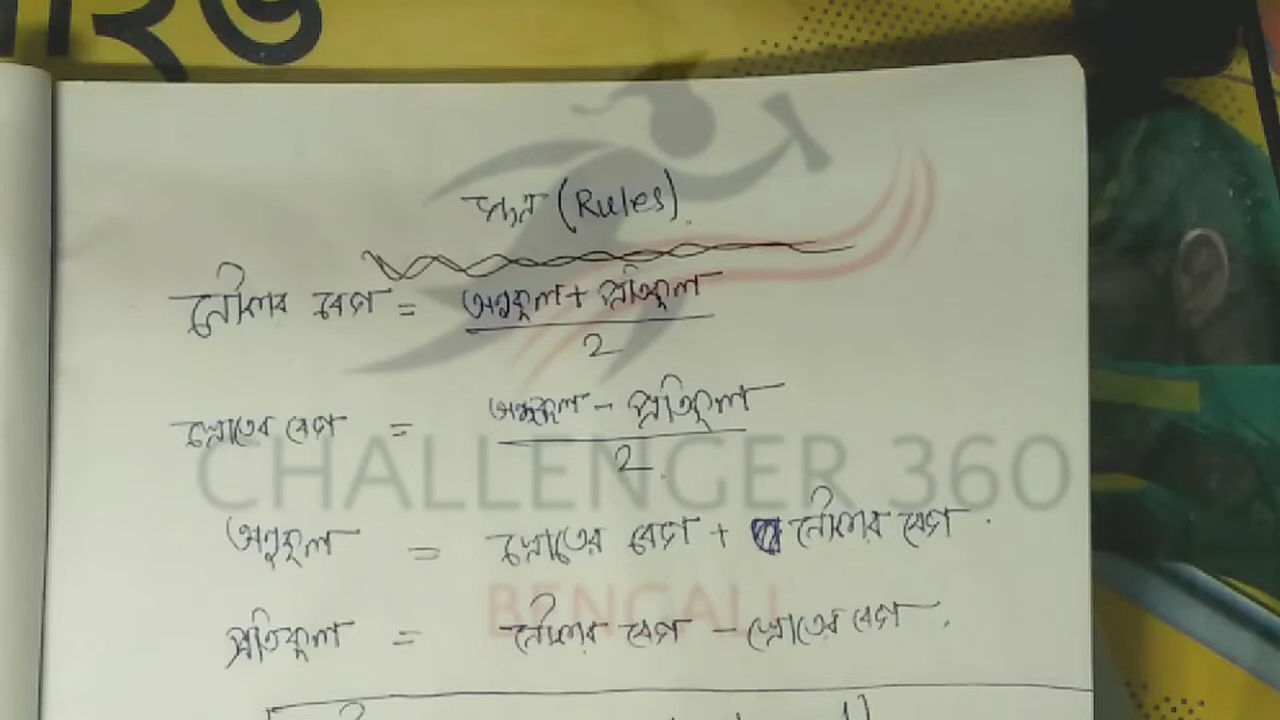 সূত্র (Rules).
নৌকার বেগ = অনুকূল + প্রতিকূল / 2
স্রোতের বেগ = অনুকূল - প্রতিকূল / 2
অনুকূল = স্রোতের বেগ + নৌকার বেগ.
প্রতিকূল = নৌকার বেগ - স্রোতের বেগ.
CHALLENGER 360
BENGALI